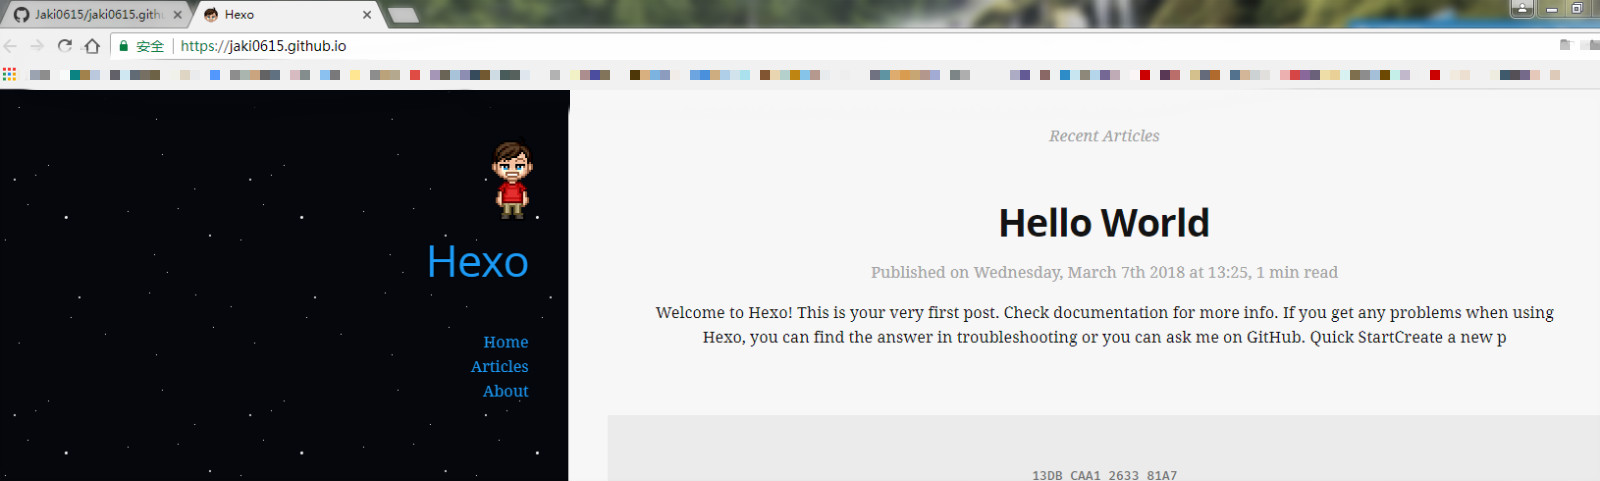 Jaki0615/jaki0615.gith
Hexo
安全
https://jaki0615.github.io
Hexo
Home
Articles
About
Recent Articles
Hello World
Published on Wednesday, March 7th 2018 at 13:25, 1 min read
Welcome to Hexo! This is your very first post. Check documentation for more info. If you get any problems when using
Hexo, you can find the answer in troubleshooting or you can ask me on GitHub. Quick StartCreate a new p
13DB CAA1 2633 81A7